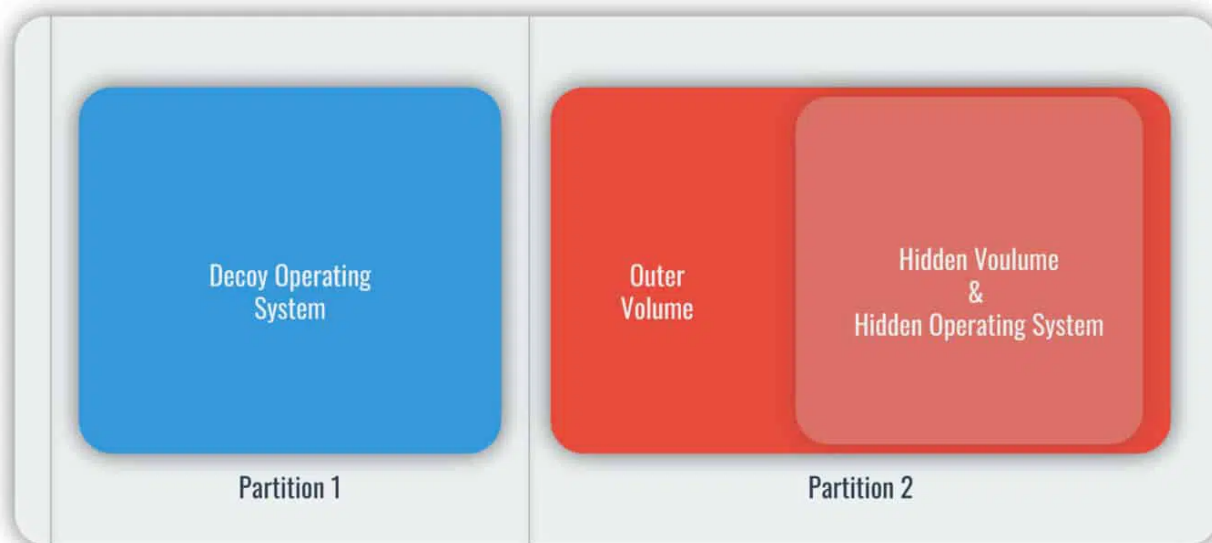 Decoy Operating
System
Outer
Volume
Hidden Voulume
&
Hidden Operating System
Partition 1
Partition 2